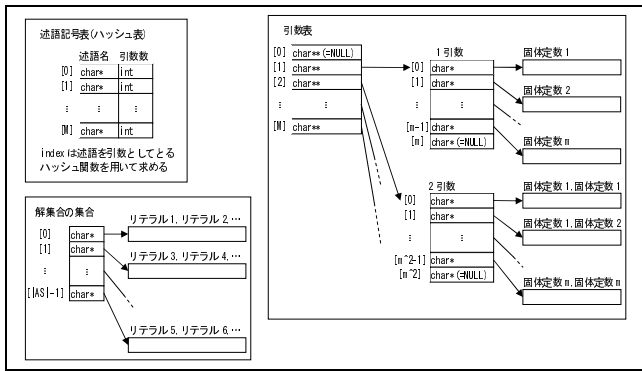 述語記号表(ハッシュ表)
述語名 引数数
[0] char* int
[1] char* int
⋮ ⋮ ⋮
[M] char* int
indexは述語を引数としてとる
ハッシュ関数を用いて求める
解集合の集合
[0] char*
[1] char*
⋮ ⋮
[|AS|-1] char*
リテラル1, リテラル2, …
リテラル3, リテラル4, …
リテラル5, リテラル6, …
引数表
[0] char** (=NULL)
[1] char**
[2] char**
⋮ ⋮
[M] char**
1引数
[0] char*
[1] char*
⋮ ⋮
[m-1] char*
[m] char* (=NULL)
固体定数1
固体定数2
固体定数m
2引数
[0] char*
[1] char*
⋮ ⋮
[m^2-1] char*
[m^2] char* (=NULL)
固体定数1, 固体定数1
固体定数1, 固体定数2
固体定数m, 固体定数m